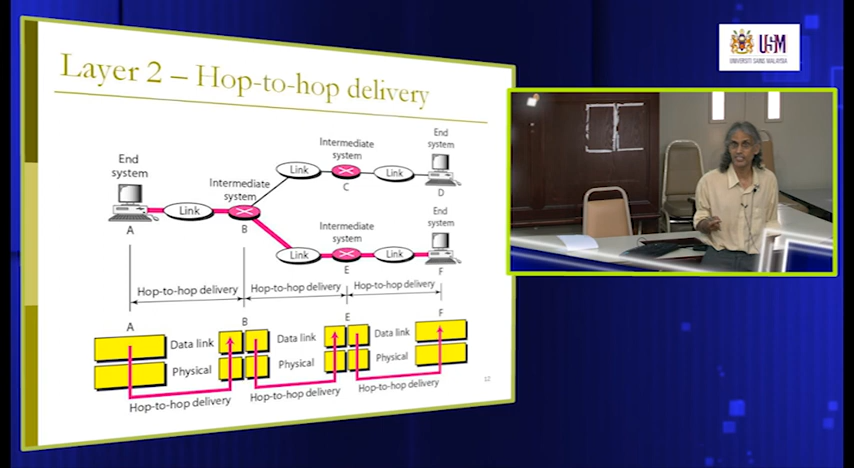 Layer 2 – Hop-to-hop delivery
USM
UNIVERSITI SAINS MALAYSIA
End
system
Link
A
Intermediate
system
B
Link
Intermediate
system
C
Link
End
system
D
Link
Intermediate
system
E
Link
End
system
F
Hop-to-hop delivery
Hop-to-hop delivery
Hop-to-hop delivery
A
B
E
F
Data link
Data link
Data link
Physical
Physical
Physical
Hop-to-hop delivery
Hop-to-hop delivery
Hop-to-hop delivery
12